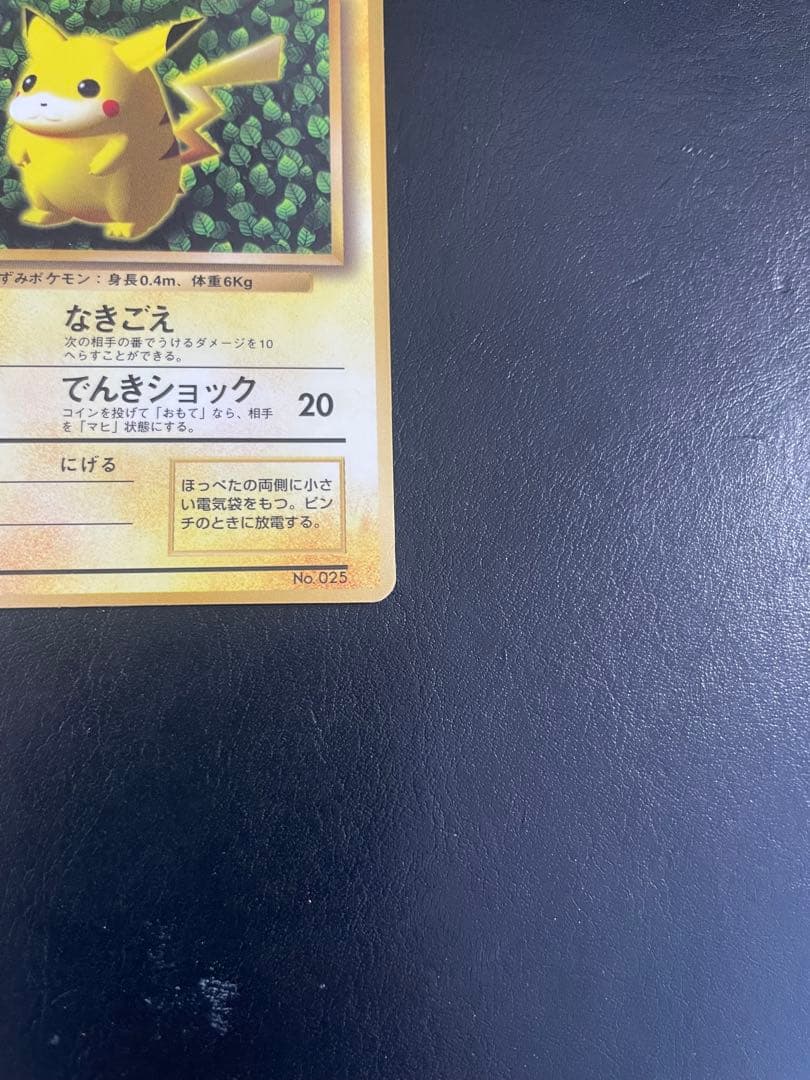 ずみポケモン：身長0.4m、体重6Kg
なきごえ
次の相手の番でうけるダメージを10
へらすことができる。
でんきショック 20
コインを投げて「おもて」なら、相手
を「マヒ」状態にする。
にげる
ほっぺたの両側に小さ
い電気袋をもつ。ピン
チのときに放電する。
No. 025